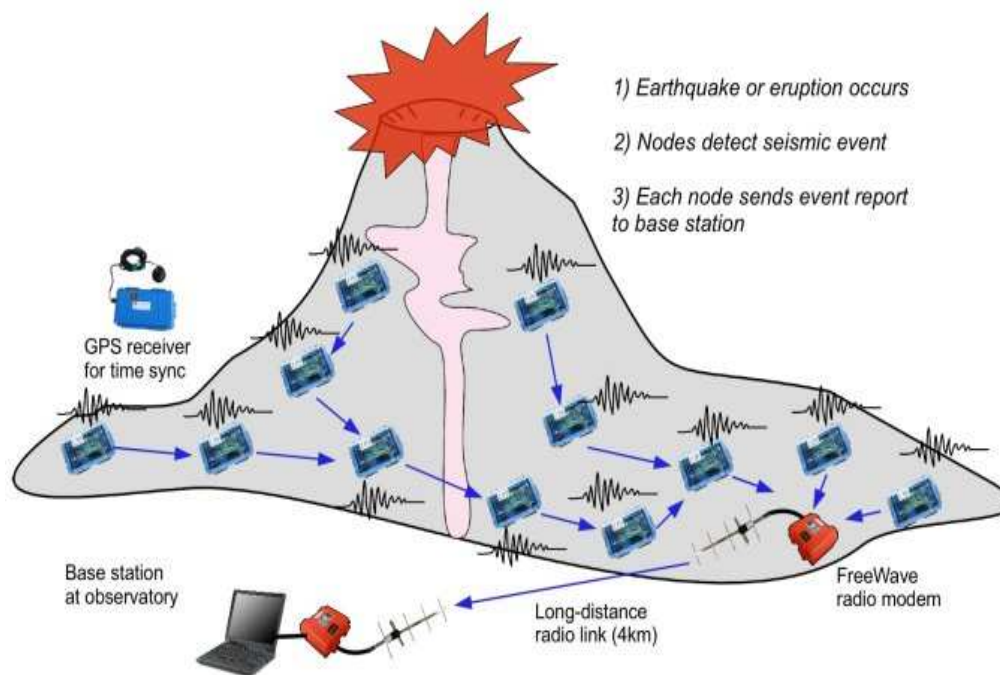 1) Earthquake or eruption occurs
2) Nodes detect seismic event
3) Each node sends event report
to base station
GPS receiver
for time sync
Base station
at observatory
Long-distance
radio link (4km)
FreeWave
radio modem